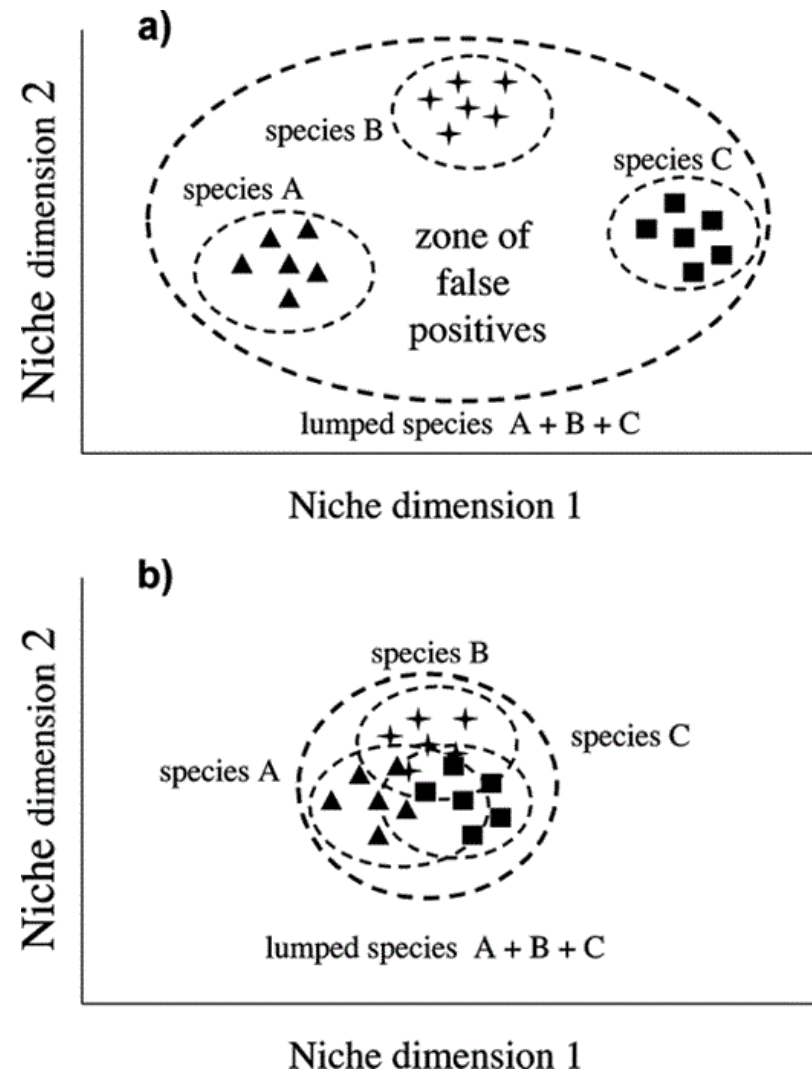 a)
Niche dimension 2
species B
species C
species A
zone of
false
positives
lumped species A + B + C
Niche dimension 1
b)
Niche dimension 2
species B
species C
species A
lumped species A + B + C
Niche dimension 1